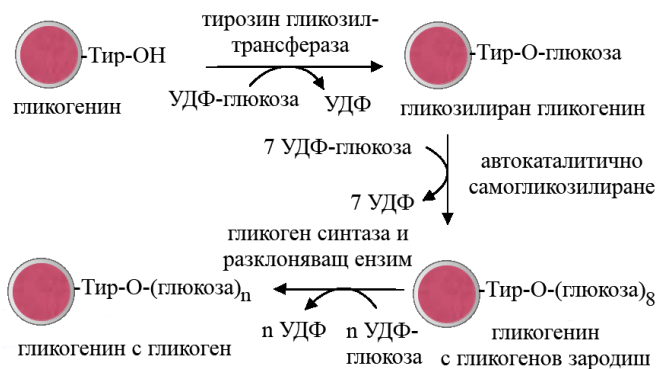 тирозин гликозил-
трансфераза
-Тир-ОН
-Тир-О-глюкоза
УДФ-глюкоза
УДФ
гликогенин
гликозилиран гликогенин
7 УДФ-глюкоза
автокаталитично
самогликозилиране
7 УДФ
гликоген синтаза и
разклоняващ ензим
-Тир-О-(глюкоза)n
-Тир-О-(глюкоза)8
n УДФ
n УДФ-
глюкоза
гликогенин с гликоген
гликогенин
с гликогенов зародиш